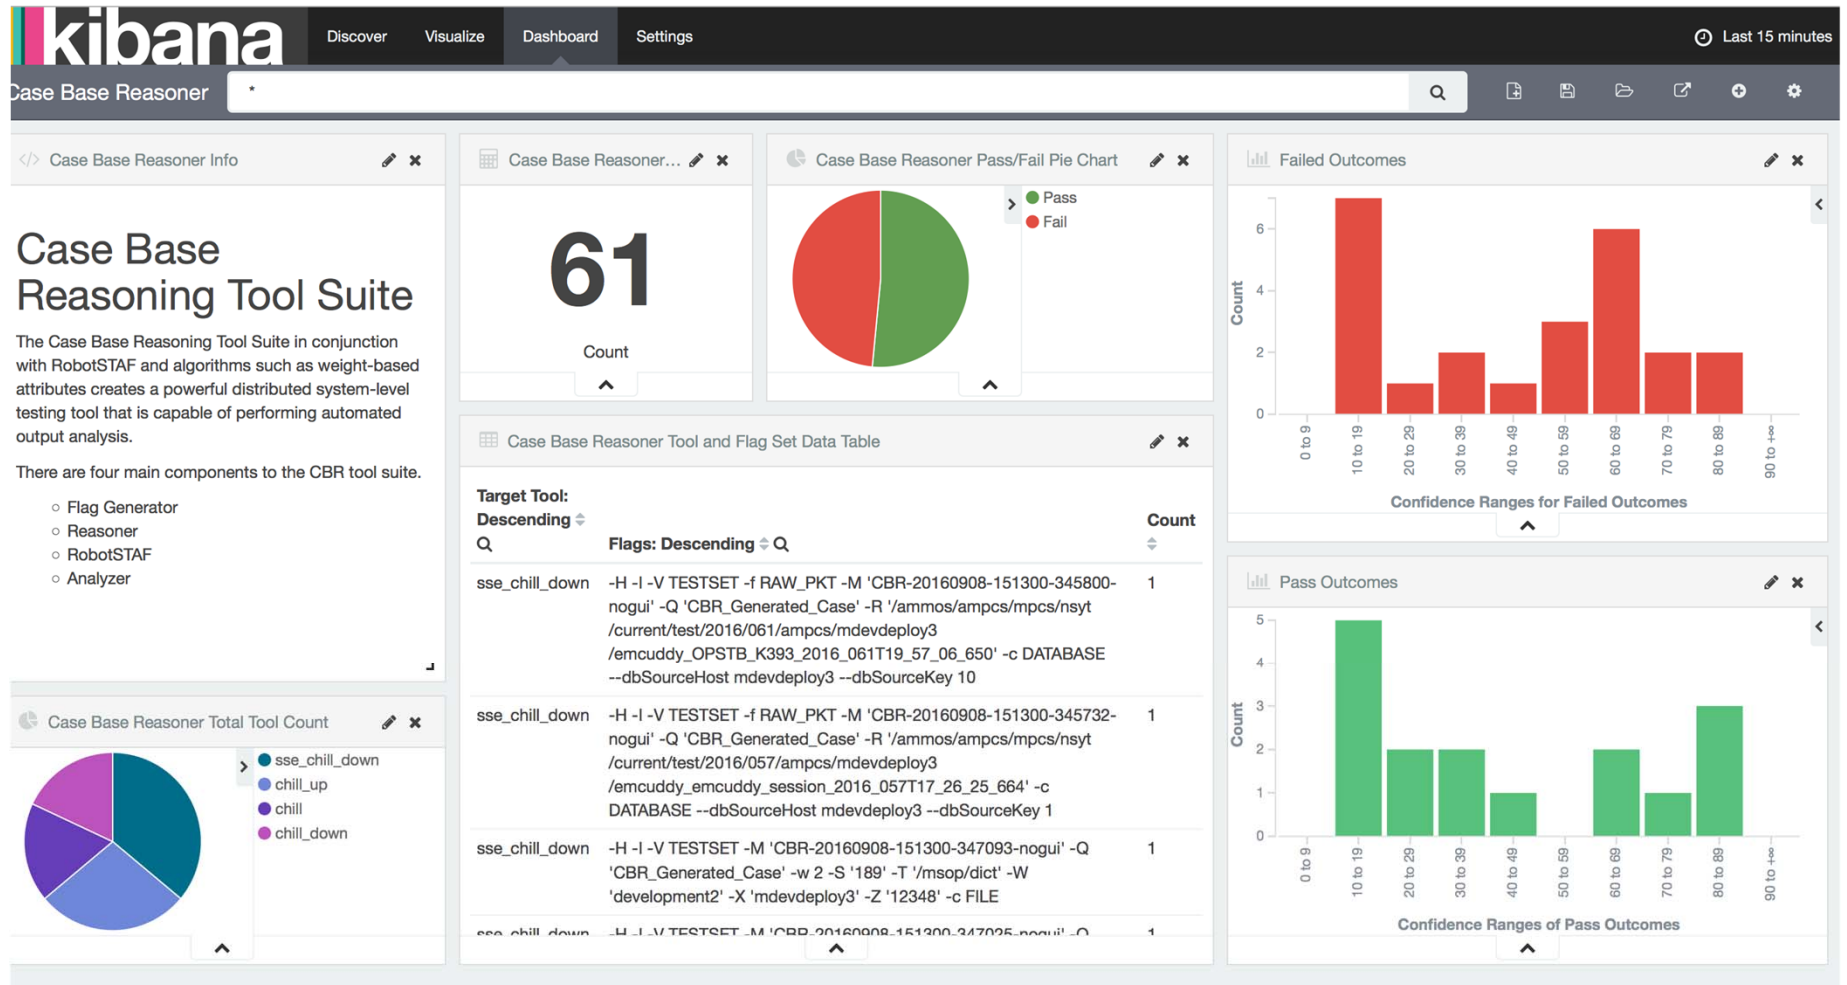 kibana
Discover
Visualize
Dashboard
Settings
Last 15 minutes
Case Base Reasoner
*
Case Base Reasoner Info
Case Base
Reasoning Tool Suite
The Case Base Reasoning Tool Suite in conjunction
with RobotSTAF and algorithms such as weight-based
attributes creates a powerful distributed system-level
testing tool that is capable of performing automated
output analysis.
There are four main components to the CBR tool suite.
Flag Generator
Reasoner
RobotSTAF
Analyzer
Case Base Reasoner Total Tool Count
sse_chill_down
chill_up
chill
chill_down
Case Base Reasoner...
61
Count
Case Base Reasoner Pass/Fail Pie Chart
Pass
Fail
Case Base Reasoner Tool and Flag Set Data Table
Target Tool:
Descending
Flags: Descending
Count
sse_chill_down
-H -I -V TESTSET -f RAW_PKT -M 'CBR-20160908-151300-345800-
nogui' -Q 'CBR_Generated_Case' -R '/ammos/ampcs/mpcs/nsyt
/current/test/2016/061/ampcs/mdevdeploy3
/emcuddy_OPSTB_K393_2016_061T19_57_06_650' -c DATABASE
--dbSourceHost mdevdeploy3 --dbSourceKey 10
1
sse_chill_down
-H -I -V TESTSET -f RAW_PKT -M 'CBR-20160908-151300-345732-
nogui' -Q 'CBR_Generated_Case' -R '/ammos/ampcs/mpcs/nsyt
/current/test/2016/057/ampcs/mdevdeploy3
/emcuddy_emcuddy_session_2016_057T17_26_25_664' -c
DATABASE --dbSourceHost mdevdeploy3 --dbSourceKey 1
1
sse_chill_down
-H -I -V TESTSET -M 'CBR-20160908-151300-347093-nogui' -Q
'CBR_Generated_Case' -w 2 -S '189' -T '/msop/dict' -W
'development2' -X 'mdevdeploy3' -Z '12348' -c FILE
1
sse_chill_down
-H -I -V TESTSET -M 'CBR-20160908-151300-347025-nogui' -Q
1
Failed Outcomes
6
4
2
0
Count
0 to 9
10 to 19
20 to 29
30 to 39
40 to 49
50 to 59
60 to 69
70 to 79
80 to 89
90 to +∞
Confidence Ranges for Failed Outcomes
Pass Outcomes
5
4
3
2
1
0
Count
0 to 9
10 to 19
20 to 29
30 to 39
40 to 49
50 to 59
60 to 69
70 to 79
80 to 89
90 to +∞
Confidence Ranges of Pass Outcomes